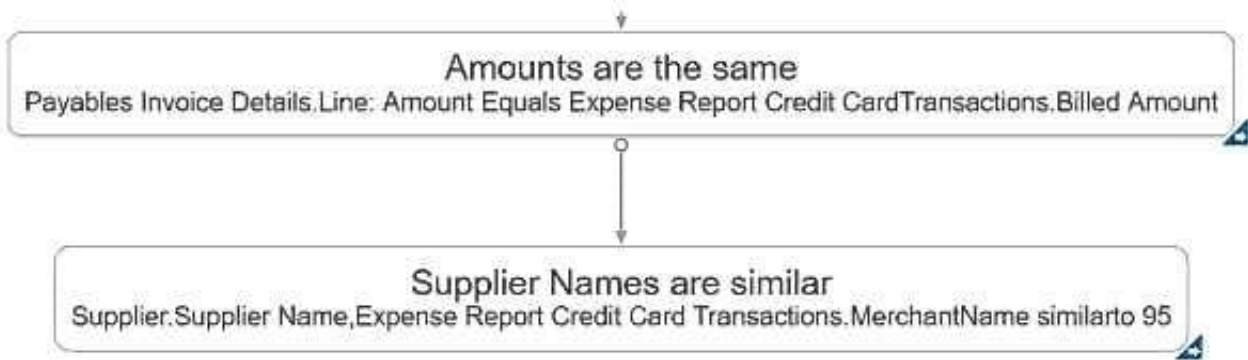 Amounts are the same
Payables Invoice Details.Line: Amount Equals Expense Report Credit CardTransactions.Billed Amount
Supplier Names are similar
Supplier.Supplier Name,Expense Report Credit Card Transactions.MerchantName similarto 95